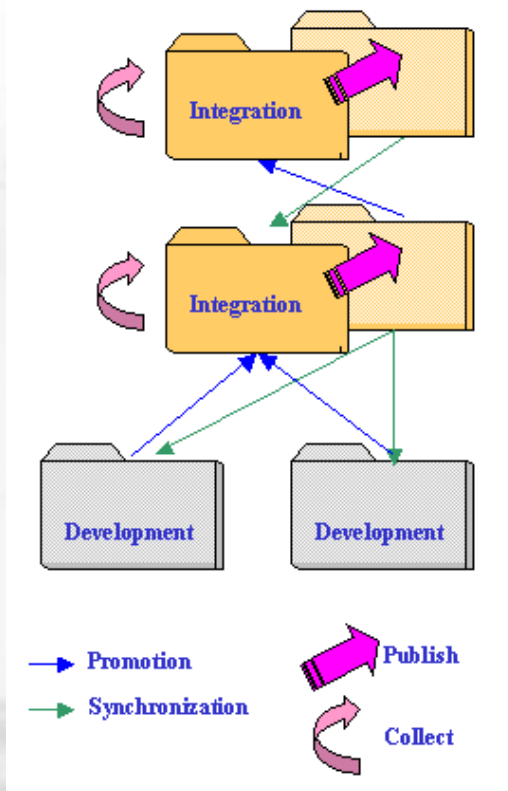 Integration
Integration
Development
Development
Promotion
Publish
Synchronization
Collect